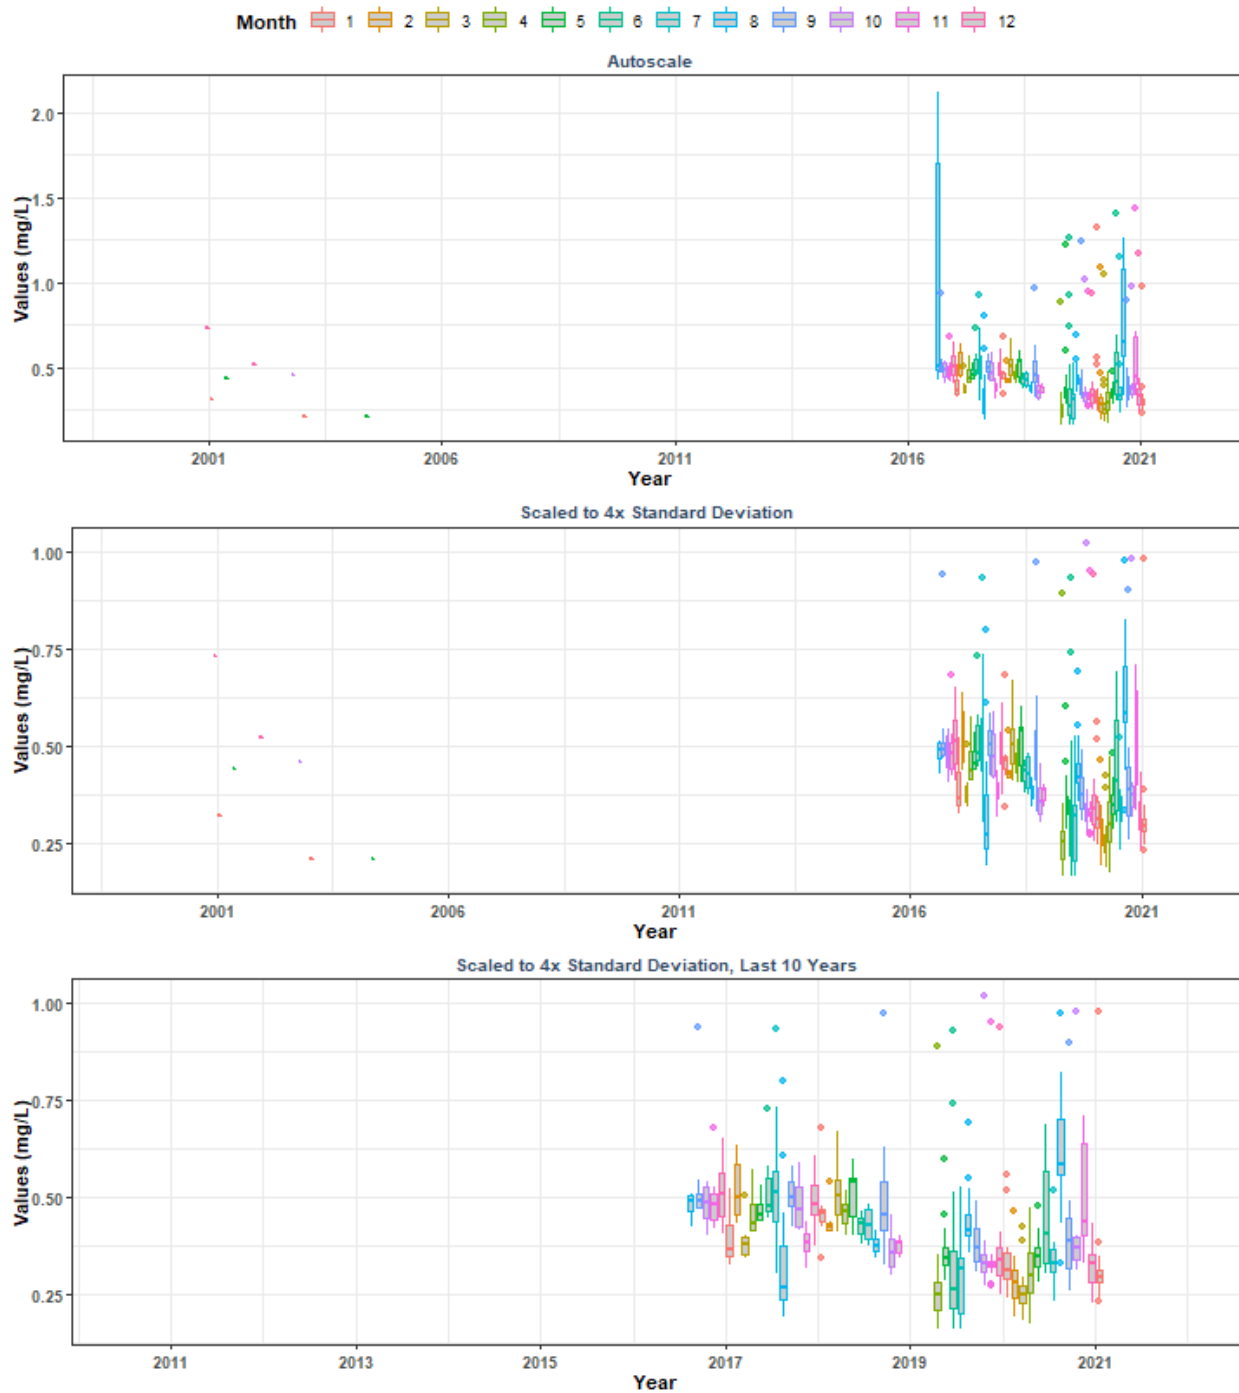 Month 1 2 3 4 5 6 7 8 9 10 11 12
Autoscale
Values (mg/L)
2.0
1.5
1.0
0.5
2001 2006 2011 2016 2021
Year
Scaled to 4x Standard Deviation
Values (mg/L)
1.00
0.75
0.50
0.25
2001 2006 2011 2016 2021
Year
Scaled to 4x Standard Deviation, Last 10 Years
Values (mg/L)
1.00
0.75
0.50
0.25
2011 2013 2015 2017 2019 2021
Year